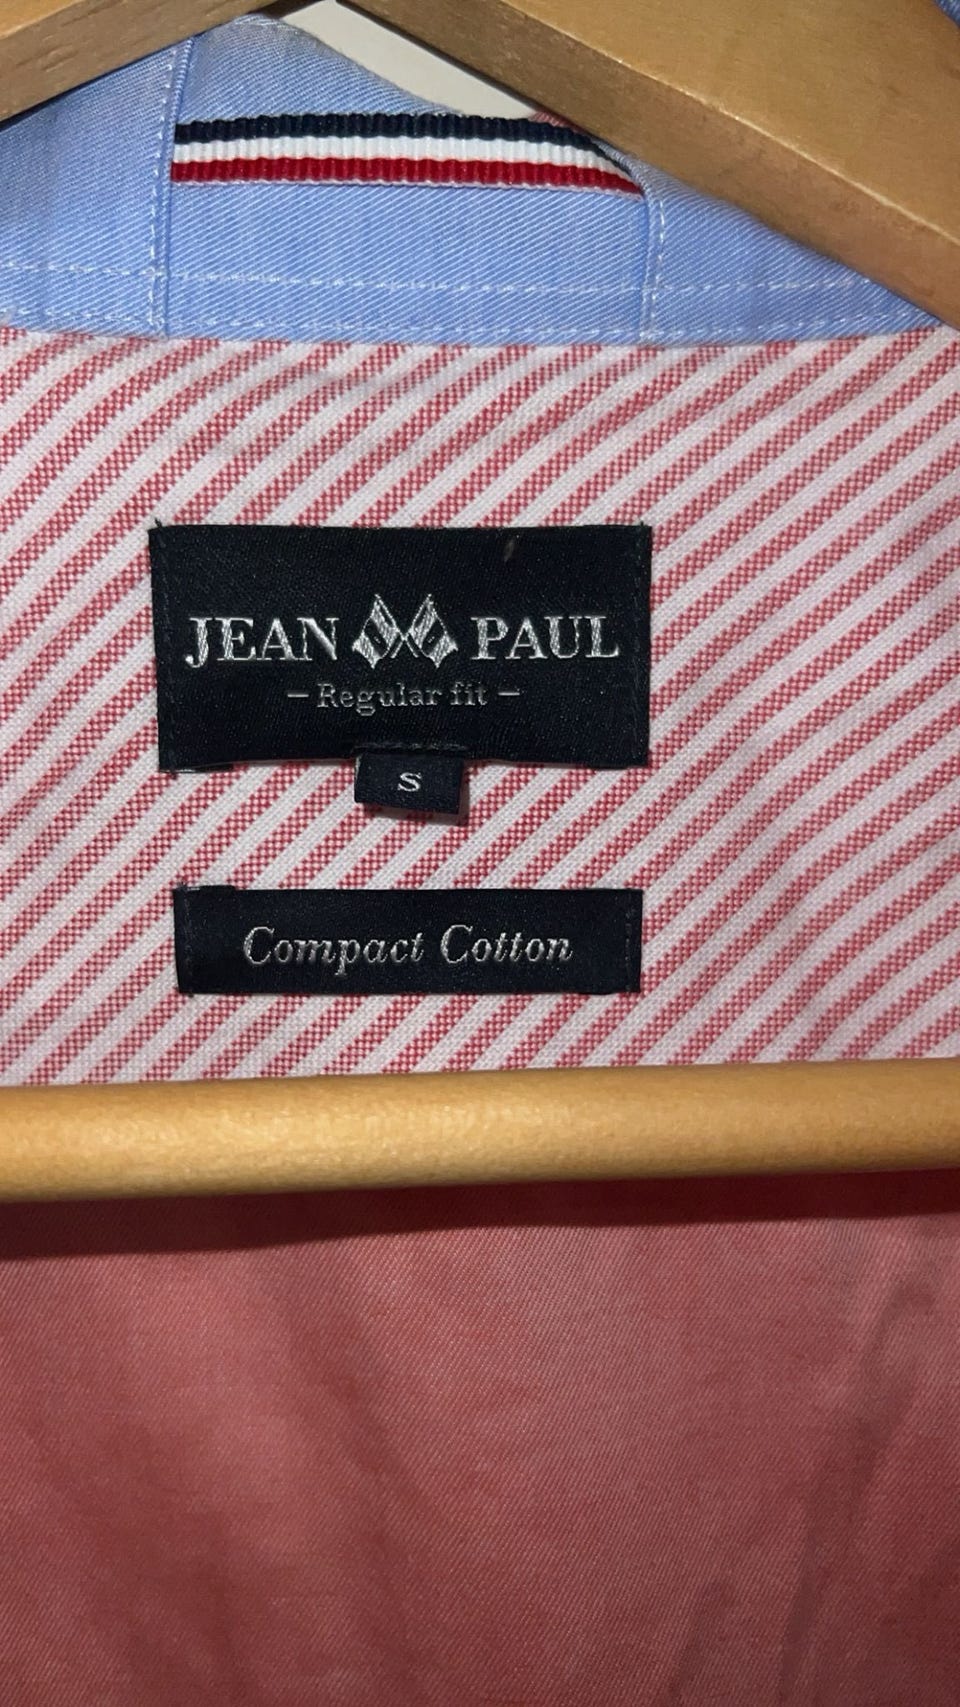 JEAN PAUL
– Regular fit –
S
Compact Cotton